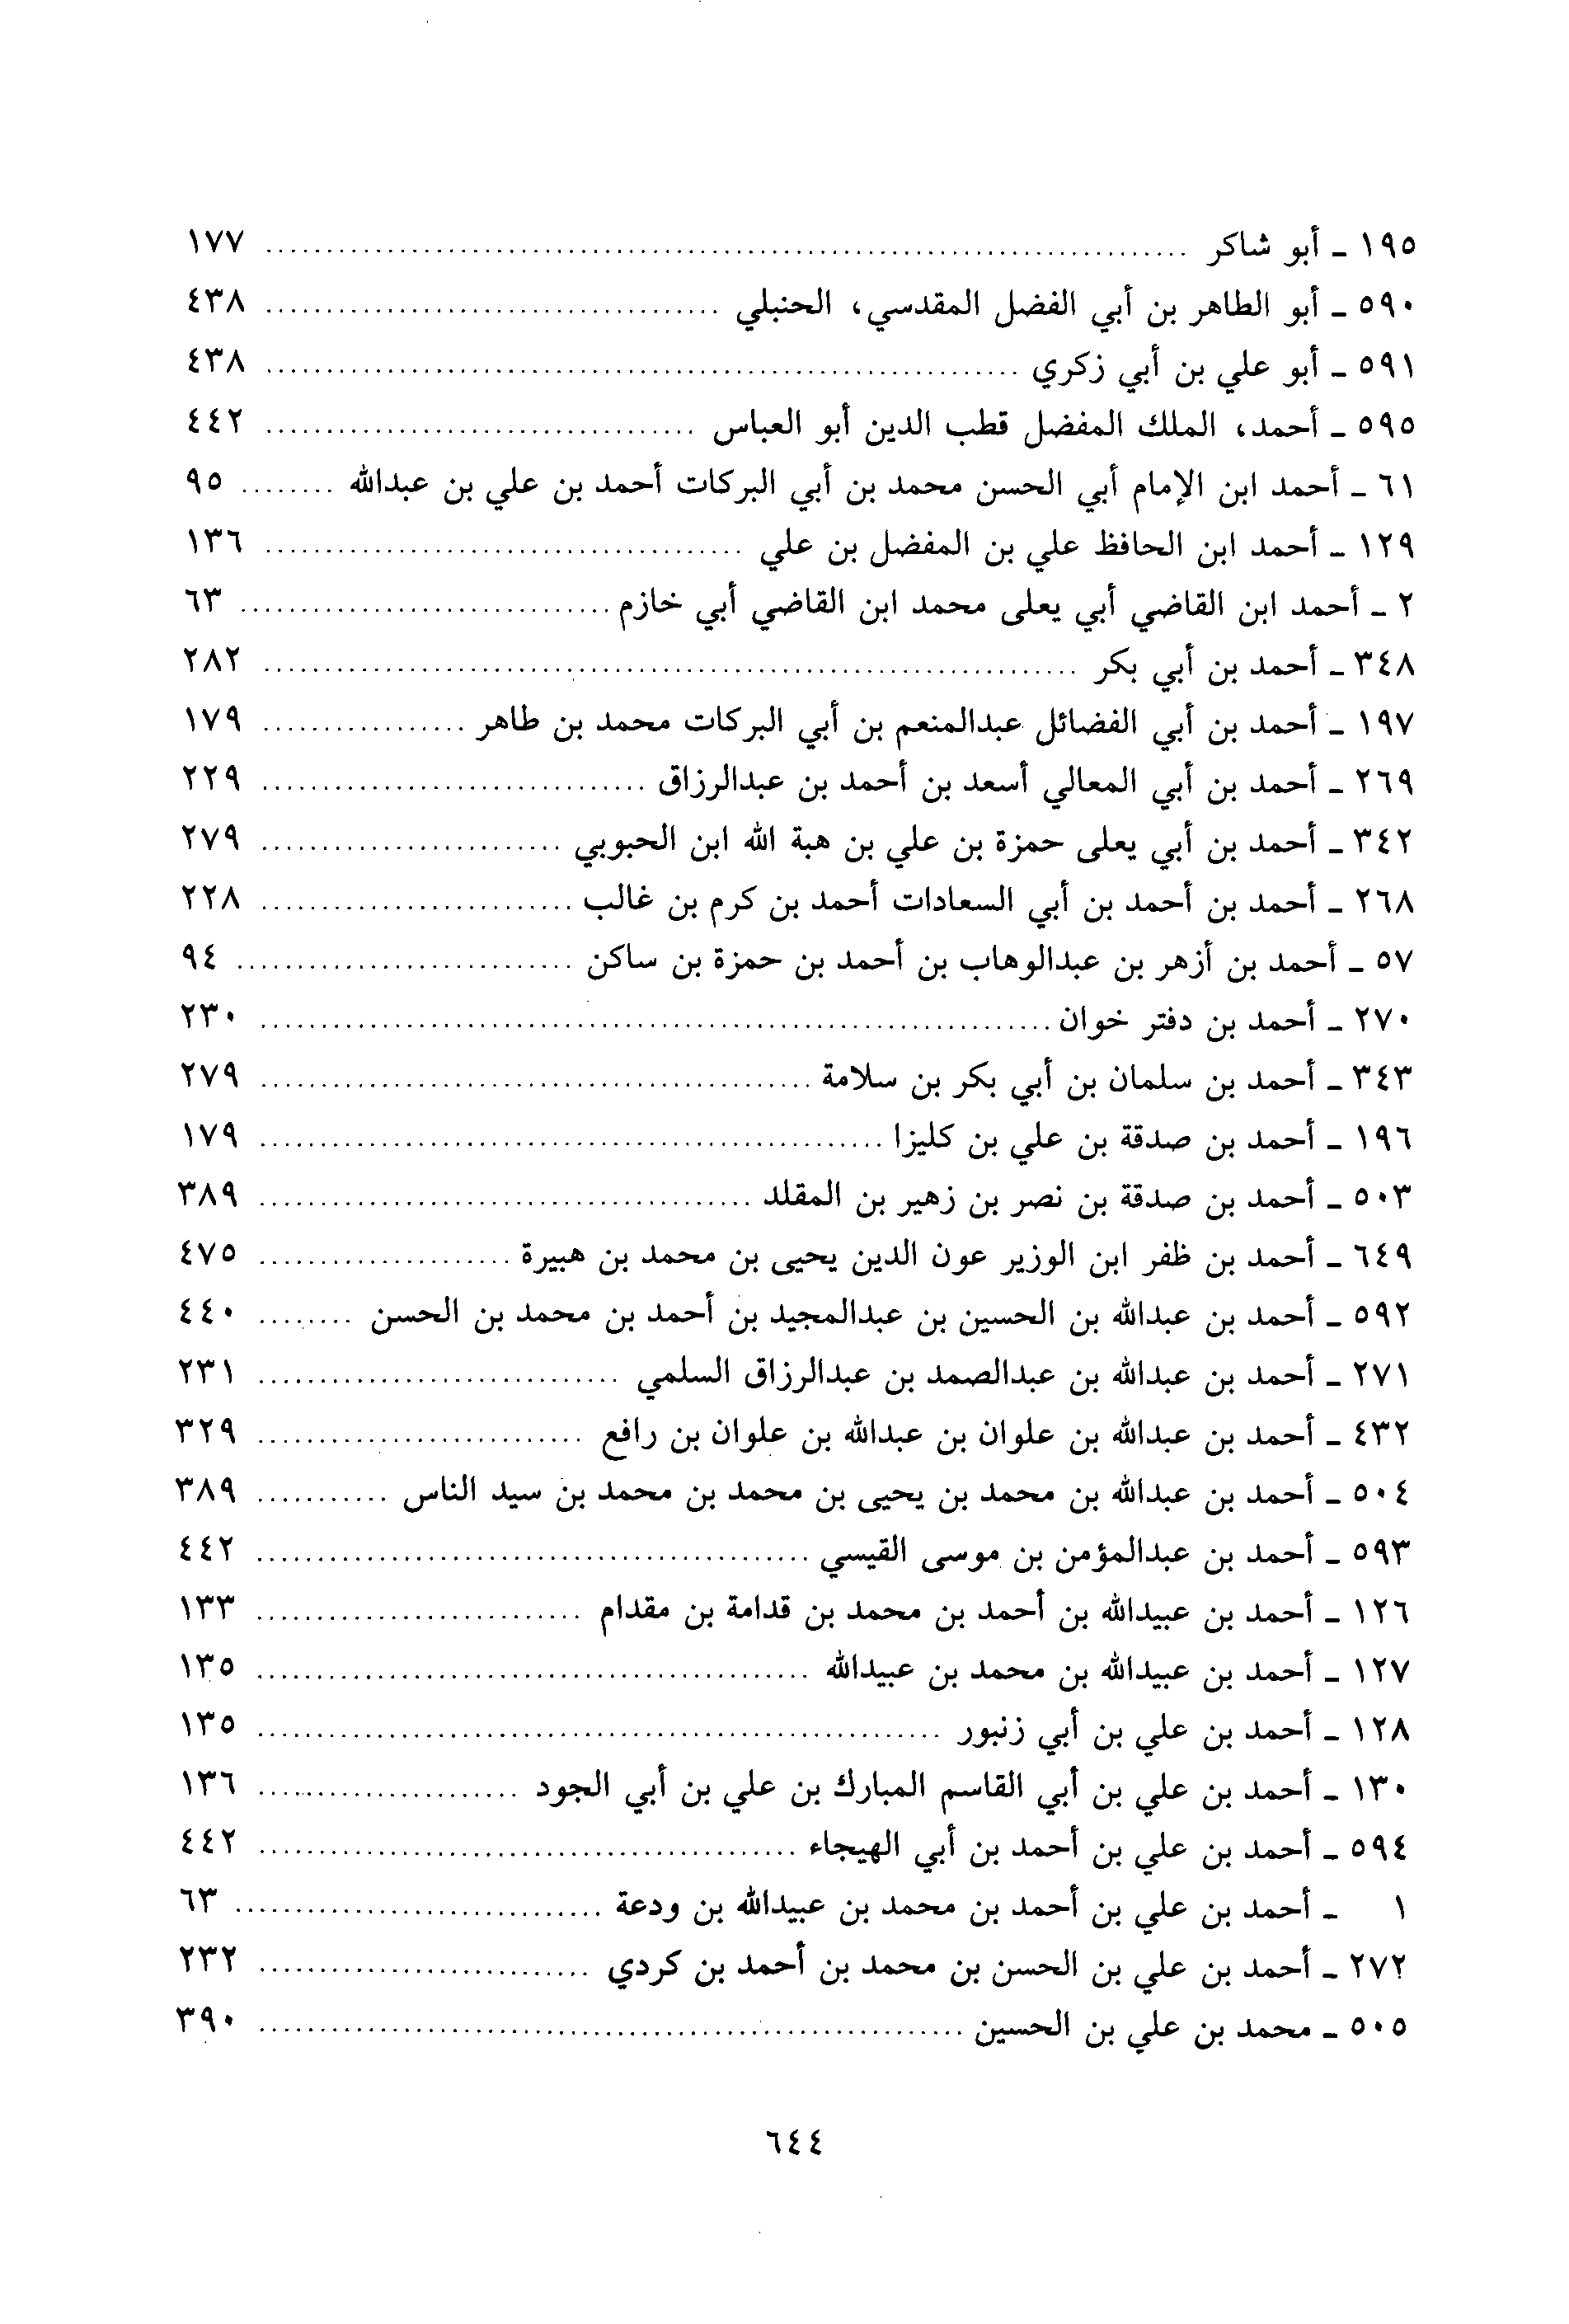 ١٩٥ ـ أبو شاكر ........ ١٧٧
٥٩٠ ـ أبو الطاهر بن أبي الفضل المقدسي، الحنبلي ........ ٤٣٨
٥٩١ ـ أبو علي بن أبي زكري ........ ٤٣٨
٥٩٥ ـ أحمد، الملك المفضل قطب الدين أبو العباس ........ ٤٤٢
٦١ ـ أحمد ابن الإمام أبي الحسن محمد بن أبي البركات أحمد بن علي بن عبدالله ........ ٩٥
١٢٩ ـ أحمد ابن الحافظ علي بن المفضل بن علي ........ ١٣٦
٢ ـ أحمد ابن القاضي أبي يعلى محمد ابن القاضي أبي خازم ........ ٦٣
٣٤٨ ـ أحمد بن أبي بكر ........ ٢٨٢
١٩٧ ـ أحمد بن أبي الفضائل عبدالمنعم بن أبي البركات محمد بن طاهر ........ ١٧٩
٢٦٩ ـ أحمد بن أبي المعالي أسعد بن أحمد بن عبدالرزاق ........ ٢٢٩
٣٤٢ ـ أحمد بن أبي يعلى حمزة بن علي بن هبة الله ابن الحبوبي ........ ٢٧٩
٢٦٨ ـ أحمد بن أحمد بن أبي السعادات أحمد بن كرم بن غالب ........ ٢٢٨
٥٧ ـ أحمد بن أزهر بن عبدالوهاب بن أحمد بن حمزة بن ساكن ........ ٩٤
٢٧٠ ـ أحمد بن دفتر خوان ........ ٢٣٠
٣٤٣ ـ أحمد بن سلمان بن أبي بكر بن سلامة ........ ٢٧٩
١٩٦ ـ أحمد بن صدقة بن علي بن كليزا ........ ١٧٩
٥٠٣ ـ أحمد بن صدقة بن نصر بن زهير بن المقلد ........ ٣٨٩
٦٤٩ ـ أحمد بن ظفر ابن الوزير عون الدين يحيى بن محمد بن هبيرة ........ ٤٧٥
٥٩٢ ـ أحمد بن عبدالله بن الحسين بن عبدالمجيد بن أحمد بن محمد بن الحسن ........ ٤٤٠
٢٧١ ـ أحمد بن عبدالله بن عبدالصمد بن عبدالرزاق السلمي ........ ٢٣١
٤٣٢ ـ أحمد بن عبدالله بن علوان بن عبدالله بن علوان بن رافع ........ ٣٢٩
٥٠٤ ـ أحمد بن عبدالله بن محمد بن يحيى بن محمد بن محمد بن سيد الناس ........ ٣٨٩
٥٩٣ ـ أحمد بن عبدالمؤمن بن موسى القيسي ........ ٤٤٢
١٢٦ ـ أحمد بن عبيدالله بن أحمد بن محمد بن قدامة بن مقدام ........ ١٣٣
١٢٧ ـ أحمد بن عبيدالله بن محمد بن عبيدالله ........ ١٣٥
١٢٨ ـ أحمد بن علي بن أبي زنبور ........ ١٣٥
١٣٠ ـ أحمد بن علي بن أبي القاسم المبارك بن علي بن أبي الجود ........ ١٣٦
٥٩٤ ـ أحمد بن علي بن أحمد بن أبي الهيجاء ........ ٤٤٢
١ ـ أحمد بن علي بن أحمد بن محمد بن عبيدالله بن ودعة ........ ٦٣
٢٧٢ ـ أحمد بن علي بن الحسن بن محمد بن أحمد بن كردي ........ ٢٣٢
٥٠٥ ـ محمد بن علي بن الحسين ........ ٣٩٠
٦٤٤